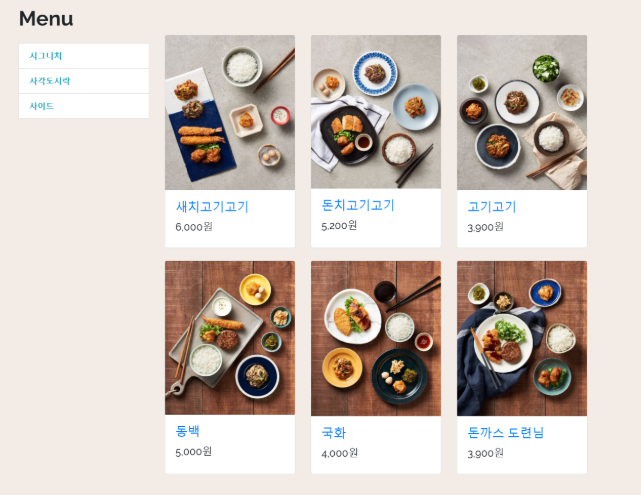 Menu
시그니처
사각도시락
사이드
새치고기고기
6,000원
돈치고기고기
5,200원
고기고기
3,900원
동백
5,000원
국화
4,000원
돈까스 도련님
3,900원